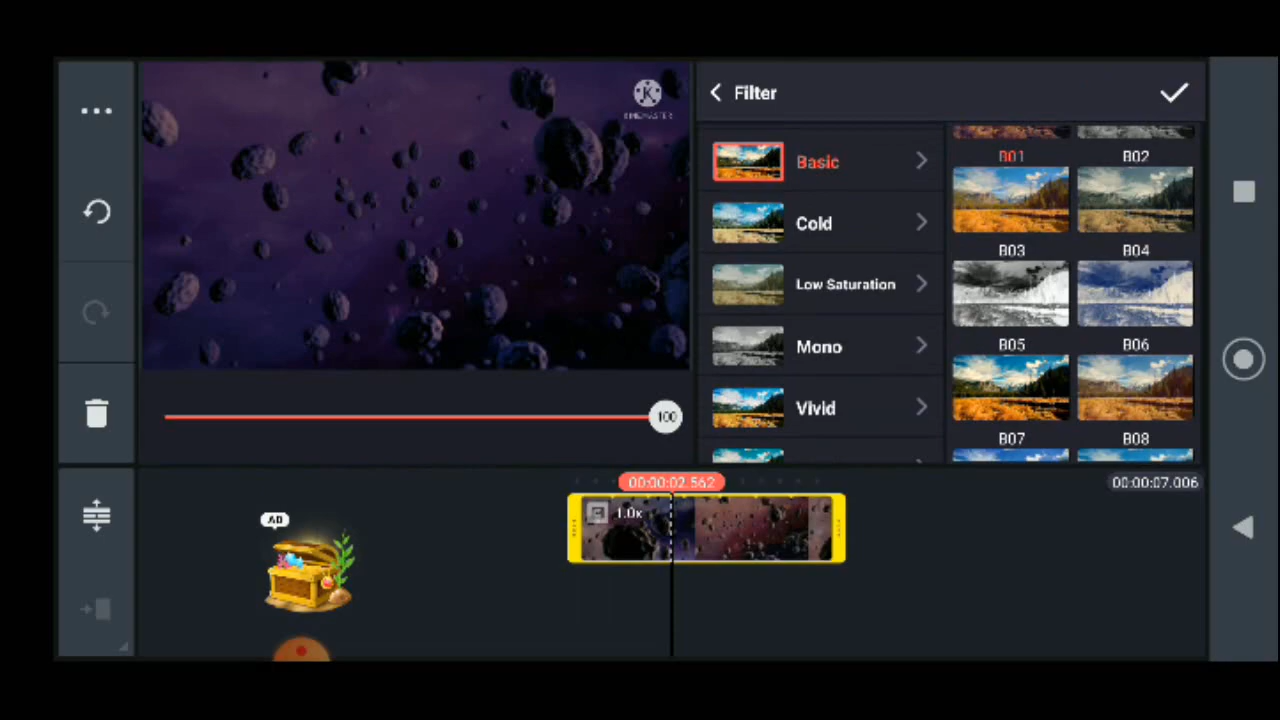 KINEMASTER
Filter
Basic
Cold
Low Saturation
Mono
Vivid
B01
B02
B03
B04
B05
B06
B07
B08
100
00:00:02.562
00:00:07.006
1.0x
AD